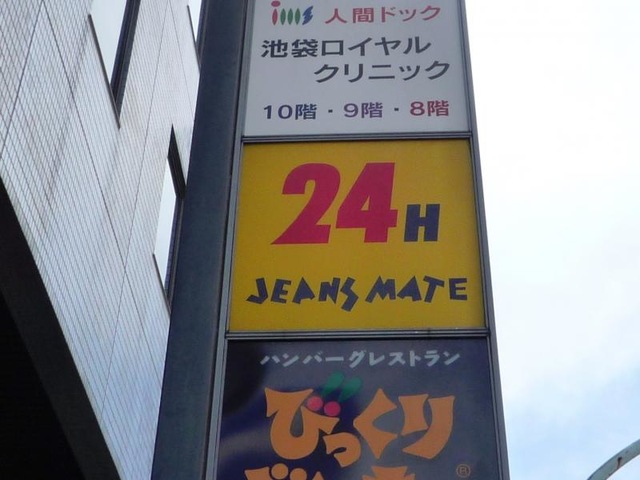 ims 人間ドック
池袋ロイヤル
クリニック
10階・9階・8階
24H
JEANS MATE
ハンバーグレストラン
びっくり
®